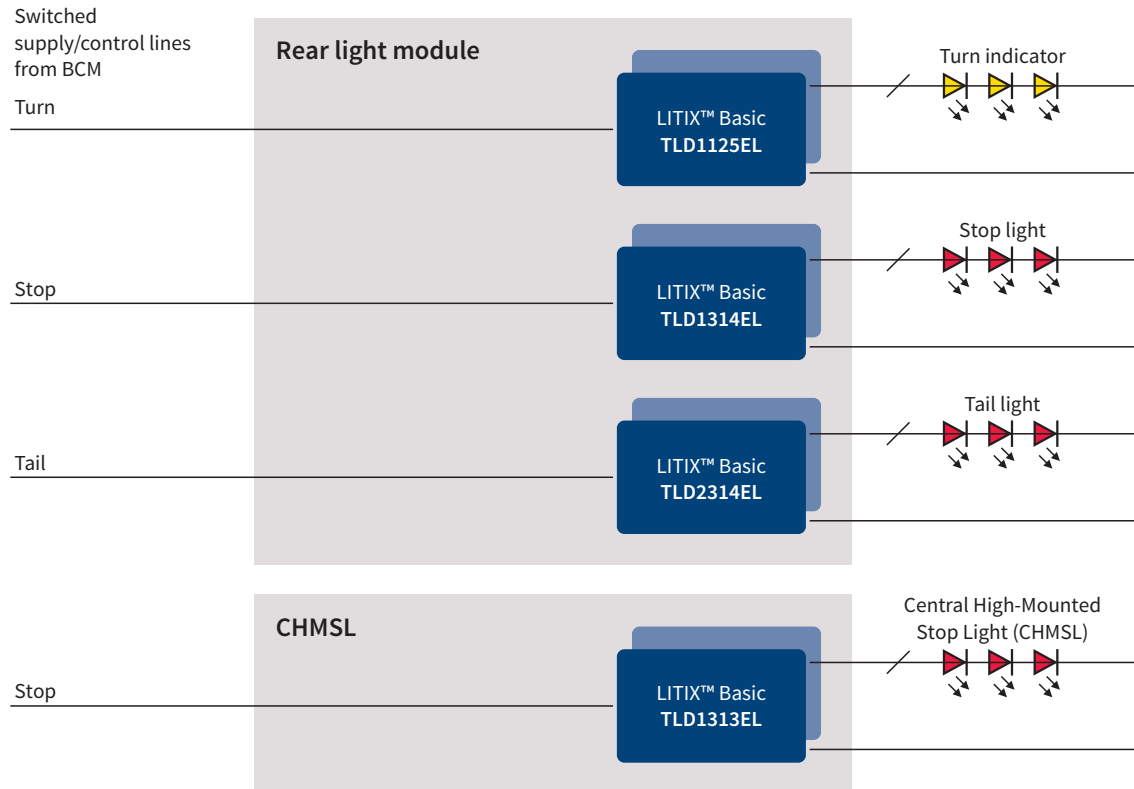 Switched
supply/control lines
from BCM
Rear light module
Turn
LITIX™ Basic
TLD1125EL
Turn indicator
Stop
LITIX™ Basic
TLD1314EL
Stop light
Tail
LITIX™ Basic
TLD2314EL
Tail light
CHMSL
Stop
LITIX™ Basic
TLD1313EL
Central High-Mounted
Stop Light (CHMSL)